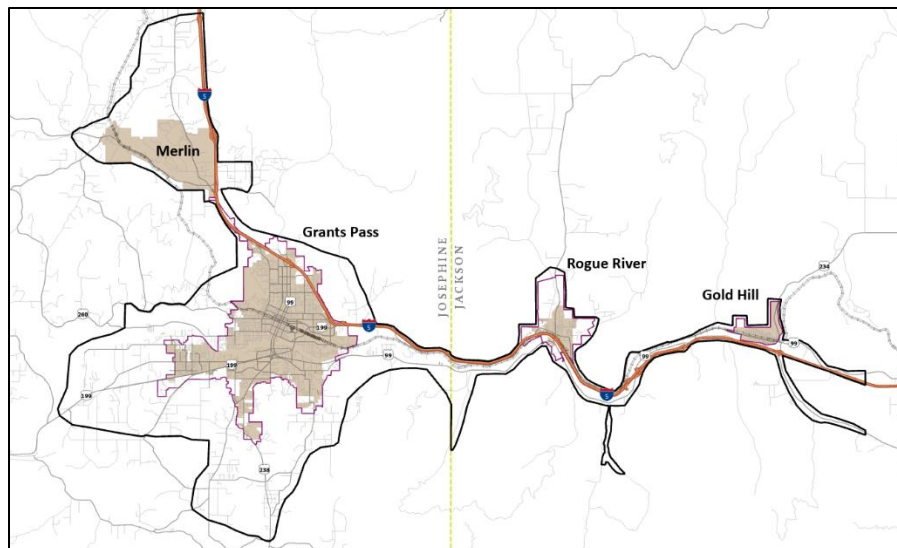 5
Merlin
Grants Pass
JOSEPHINE
JACKSON
Rogue River
234
Gold Hill
99
260
199
5
99
99
99
199
199
5
238